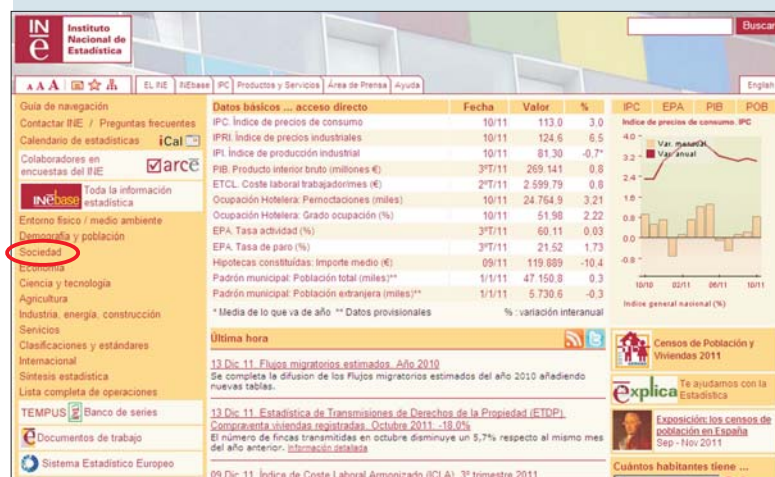 INe
Instituto
Nacional de
Estadística
Buscar
A A A
EL INE
INEbase
IPC
Productos y Servicios
Área de Prensa
Ayuda
English
Guía de navegación
Contactar INE / Preguntas frecuentes
Calendario de estadísticas iCal
Colaboradores en
encuestas del INE
arce
INEbase
Toda la información
estadística
Entorno físico / medio ambiente
Demografía y población
Sociedad
Economía
Ciencia y tecnología
Agricultura
Industria, energía, construcción
Servicios
Clasificaciones y estándares
Internacional
Síntesis estadística
Lista completa de operaciones
TEMPUS Banco de series
Documentos de trabajo
Sistema Estadístico Europeo
Datos básicos ... acceso directo Fecha Valor %
IPC. Índice de precios de consumo 10/11 113,0 3,0
IPRI. Índice de precios industriales 10/11 124,6 6,5
IPI. Índice de producción industrial 10/11 81,30 -0,7*
PIB. Producto interior bruto (millones €) 3ºT/11 269.141 0,8
ETCL. Coste laboral trabajador/mes (€) 2ºT/11 2.599,79 0,8
Ocupación Hotelera: Pernoctaciones (miles) 10/11 24.764,9 3,21
Ocupación Hotelera: Grado ocupación (%) 10/11 51,98 2,22
EPA. Tasa actividad (%) 3ºT/11 60,11 0,03
EPA. Tasa de paro (%) 3ºT/11 21,52 1,73
Hipotecas constituidas: Importe medio (€) 09/11 119.889 -10,4
Padrón municipal: Población total (miles)** 1/1/11 47.150,8 0,3
Padrón municipal: Población extranjera (miles)** 1/1/11 5.730,6 -0,3
* Media de lo que va de año ** Datos provisionales % : variación interanual
Última hora
13 Dic 11. Flujos migratorios estimados. Año 2010
Se completa la difusion de los Flujos migratorios estimados del año 2010 añadiendo
nuevas tablas.
13 Dic 11. Estadística de Transmisiones de Derechos de la Propiedad (ETDP).
Compraventa viviendas registradas. Octubre 2011: -18,0%
El número de fincas transmitidas en octubre disminuye un 5,7% respecto al mismo mes
del año anterior. Información detallada
09 Dic 11. Índice de Coste Laboral Armonizado (ICLA). 3º trimestre 2011
IPC EPA PIB POB
Indice de precios de consumo. IPC
Var. mensual
Var. anual
4.0
3.2
2.4
1.6
0.8
0.0
-0.8
10/10 02/11 06/11 10/11
Indice general nacional (%)
Censos de Población y
Viviendas 2011
explica
Te ayudamos con la
Estadística
Exposición: los censos de
población en España
Sep - Nov 2011
Cuántos habitantes tiene ...